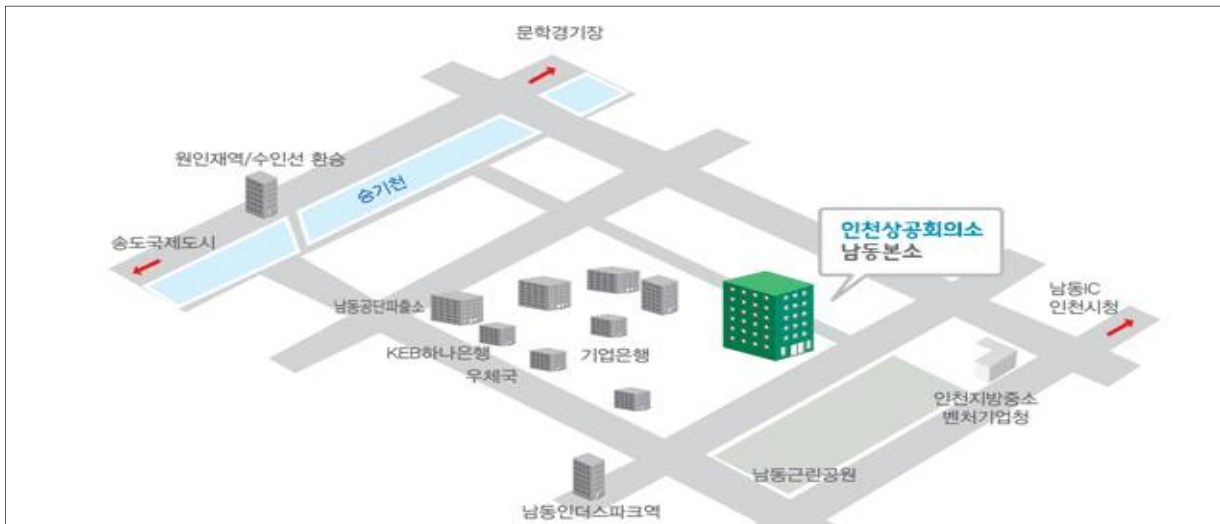 문학경기장
원인재역/수인선 환승
승기천
송도국제도시
인천상공회의소
남동본소
남동IC
인천시청
남동공단파출소
KEB하나은행
기업은행
우체국
인천지방중소
벤처기업청
남동근린공원
남동인더스파크역